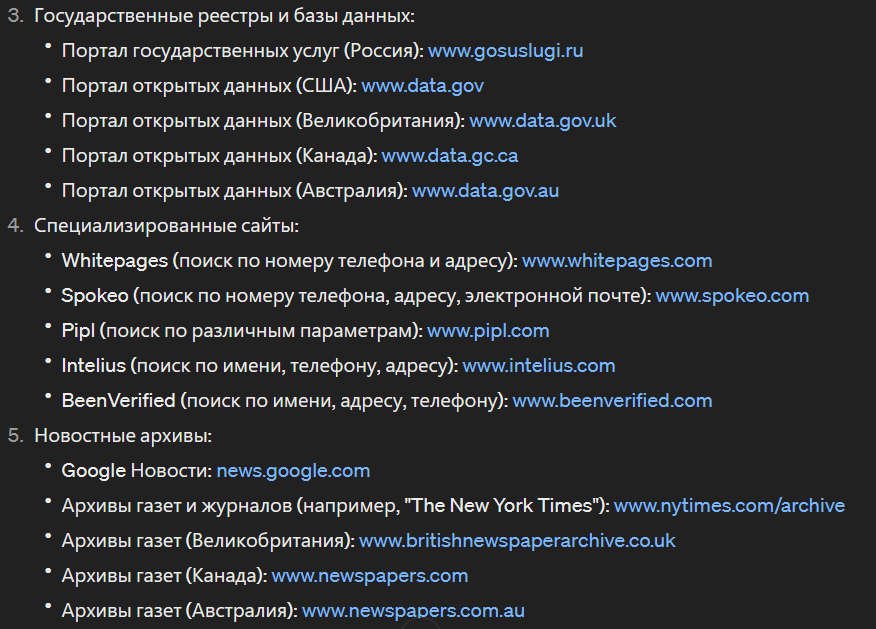 3. Государственные реестры и базы данных:
• Портал государственных услуг (Россия): www.gosuslugi.ru
• Портал открытых данных (США): www.data.gov
• Портал открытых данных (Великобритания): www.data.gov.uk
• Портал открытых данных (Канада): www.data.gc.ca
• Портал открытых данных (Австралия): www.data.gov.au
4. Специализированные сайты:
• Whitepages (поиск по номеру телефона и адресу): www.whitepages.com
• Spokeo (поиск по номеру телефона, адресу, электронной почте): www.spokeo.com
• Pipl (поиск по различным параметрам): www.pipl.com
• Intelius (поиск по имени, телефону, адресу): www.intelius.com
• BeenVerified (поиск по имени, адресу, телефону): www.beenverified.com
5. Новостные архивы:
• Google Новости: news.google.com
• Архивы газет и журналов (например, "The New York Times"): www.nytimes.com/archive
• Архивы газет (Великобритания): www.britishnewspaperarchive.co.uk
• Архивы газет (Канада): www.newspapers.com
• Архивы газет (Австралия): www.newspapers.com.au